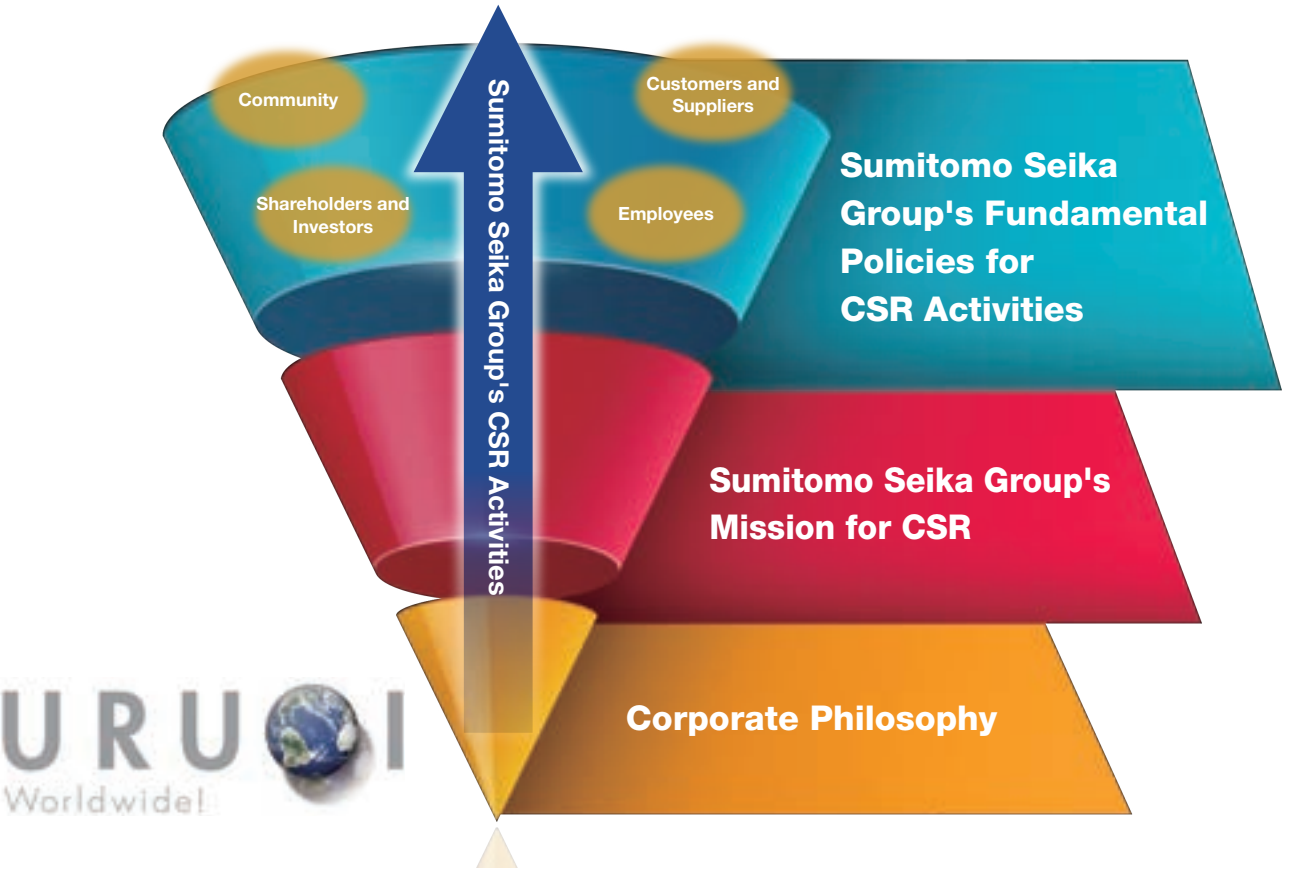 Community
Customers and
Suppliers
Shareholders and
Investors
Employees
Sumitomo Seika Group's CSR Activities
Sumitomo Seika
Group's Fundamental
Policies for
CSR Activities
Sumitomo Seika Group's
Mission for CSR
Corporate Philosophy
URUOI
Worldwide!